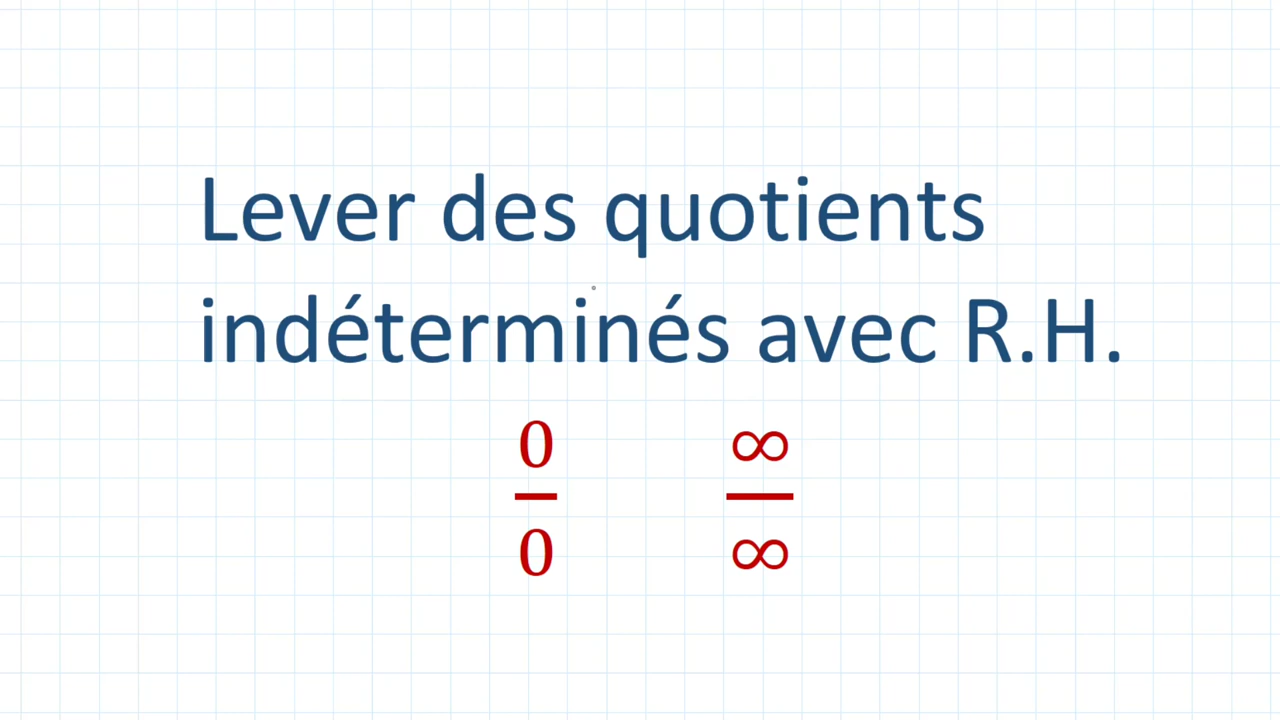 Lever des quotients
indéterminés avec R.H.
0 ∞
0 ∞